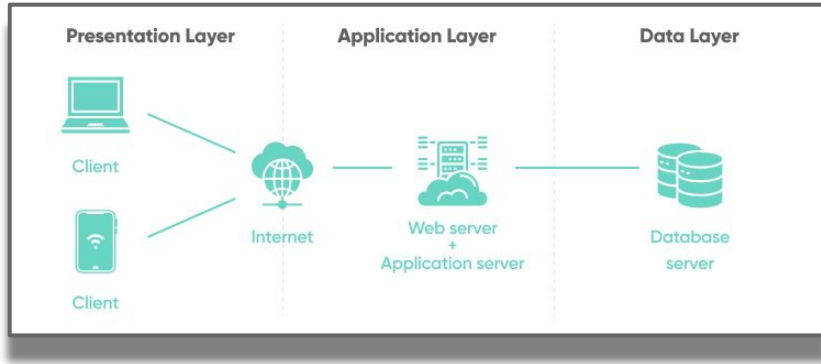 Presentation Layer
Application Layer
Data Layer
Client
Internet
Web server
+
Application server
Database
server
Client